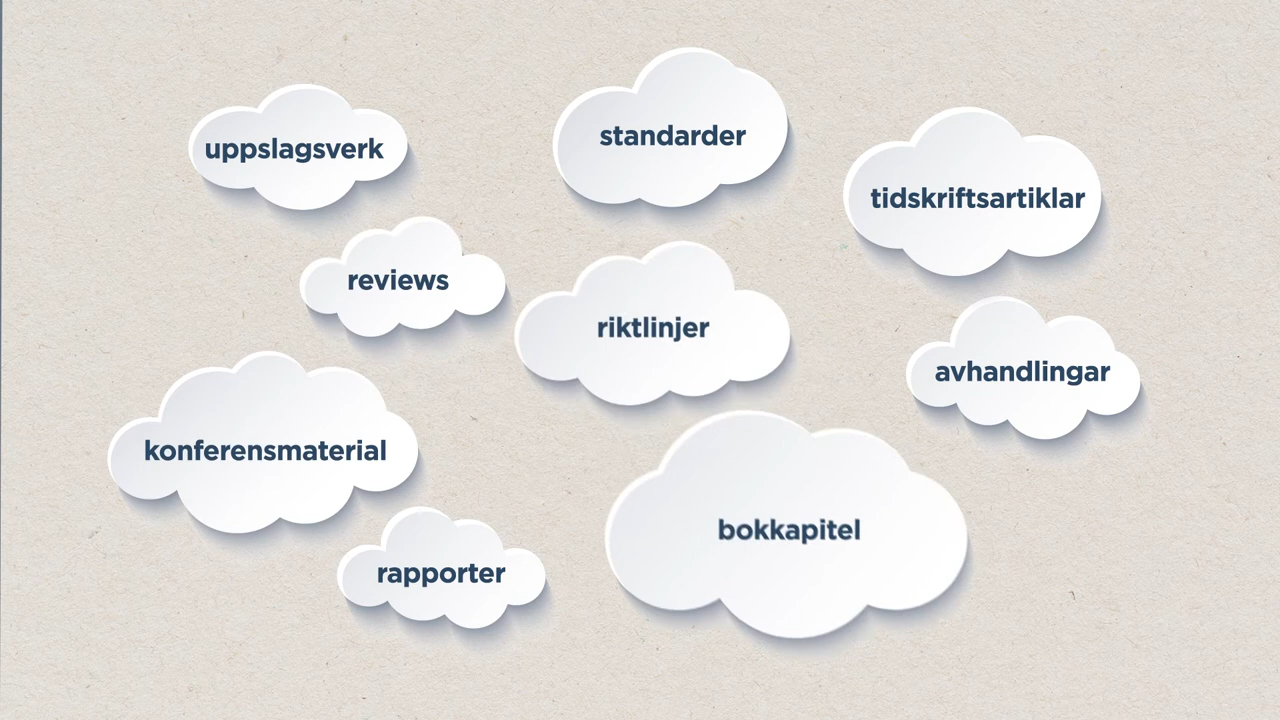 uppslagsverk
standarder
tidskriftsartiklar
reviews
riktlinjer
avhandlingar
konferensmaterial
bokkapitel
rapporter